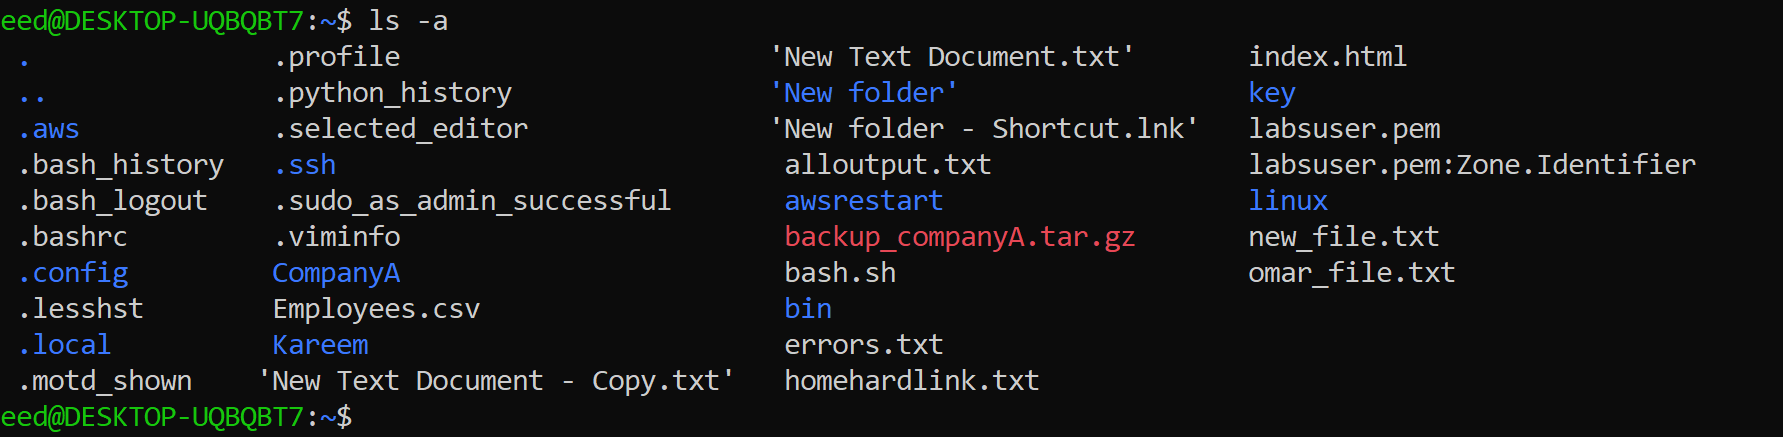 eed@DESKTOP-UQBQBT7:~$ ls -a
. .profile 'New Text Document.txt' index.html
.. .python_history 'New folder' key
.aws .selected_editor 'New folder - Shortcut.lnk' labsuser.pem
.bash_history .ssh alloutput.txt labsuser.pem:Zone.Identifier
.bash_logout .sudo_as_admin_successful awsrestart linux
.bashrc .viminfo backup_companyA.tar.gz new_file.txt
.config CompanyA bash.sh omar_file.txt
.lesshst Employees.csv bin
.local Kareem errors.txt
.motd_shown 'New Text Document - Copy.txt' homehardlink.txt
eed@DESKTOP-UQBQBT7:~$